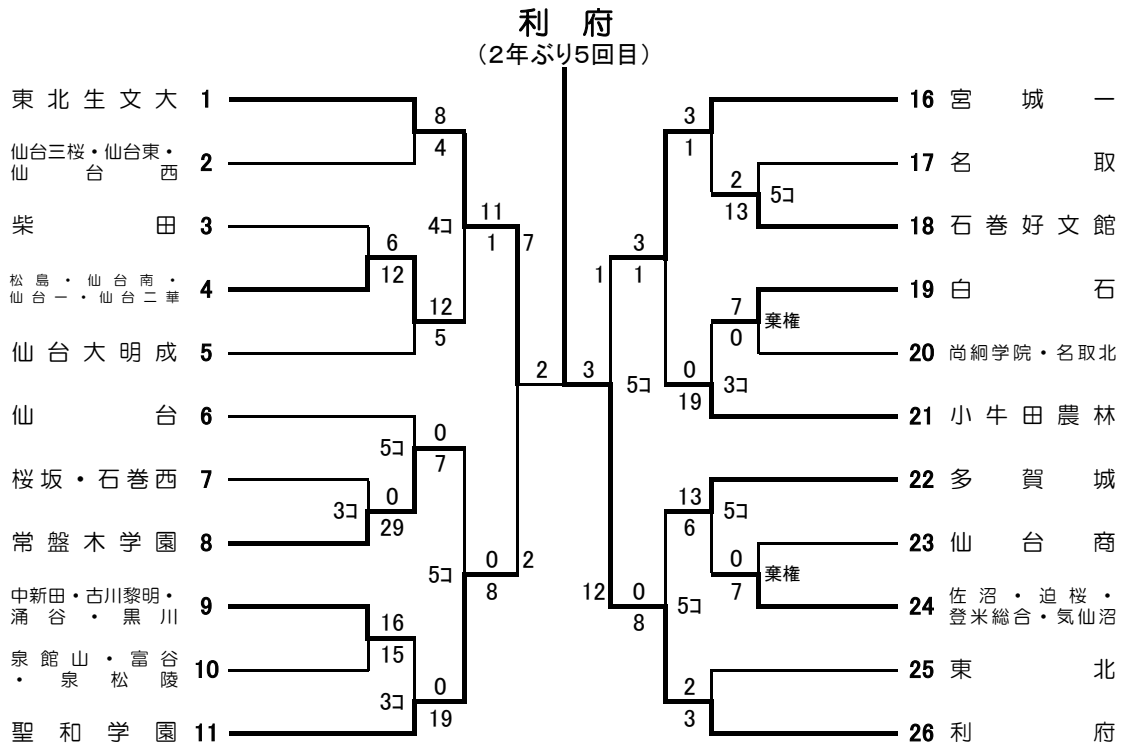 利 府
（2年ぶり5回目）
東北生文大 1
仙台三桜・仙台東・
仙台西 2
柴田 3
松島・仙台南・
仙台一・仙台二華 4
仙台大明成 5
仙台 6
桜坂・石巻西 7
常盤木学園 8
中新田・古川黎明・
涌谷・黒川 9
泉館山・富谷
・泉松陵 10
聖和学園 11
8
4
6
12
12
5
4コ
11
1
7
5コ
0
7
3コ
0
29
16
15
3コ
0
19
5コ
0
8
2
2
3
5コ
1
3
1
3
1
2
13
5コ
7
0
棄権
0
19
3コ
12
13
6
5コ
0
7
棄権
0
8
5コ
2
3
16 宮城一
17 名取
18 石巻好文館
19 白石
20 尚絅学院・名取北
21 小牛田農林
22 多賀城
23 仙台商
24 佐沼・迫桜・
登米総合・気仙沼
25 東北
26 利府